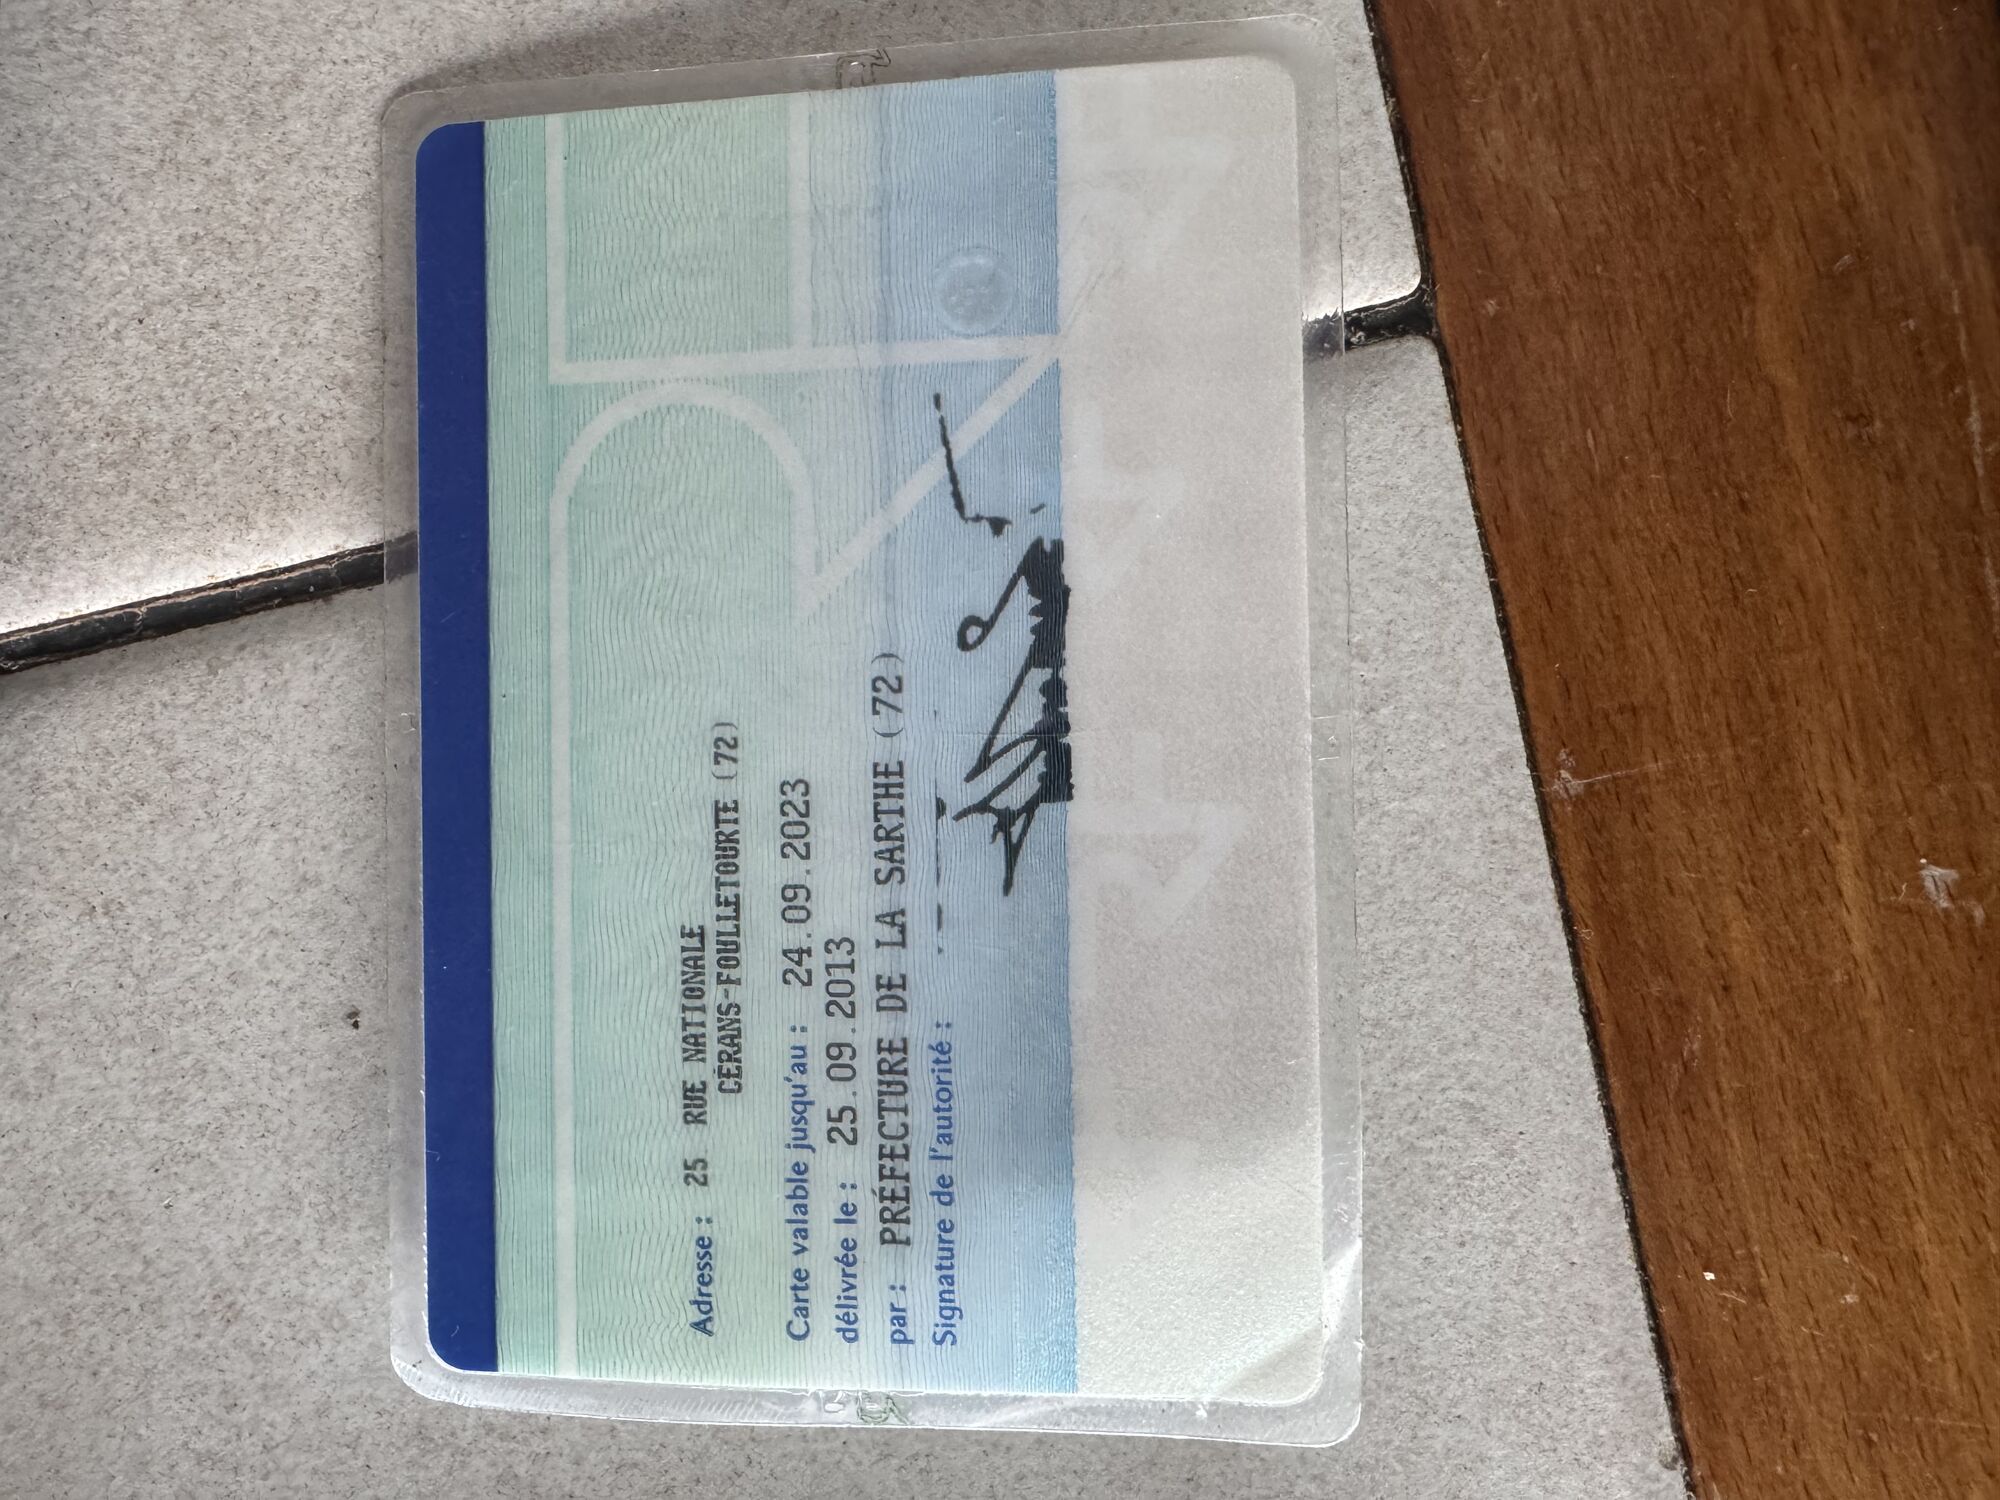 Adresse : 25 RUE NATIONALE
CÉRANS-FOULLETOURTE (72)
Carte valable jusqu'au : 24.09.2023
délivrée le : 25.09.2013
par : PRÉFECTURE DE LA SARTHE (72)
Signature de l'autorité :